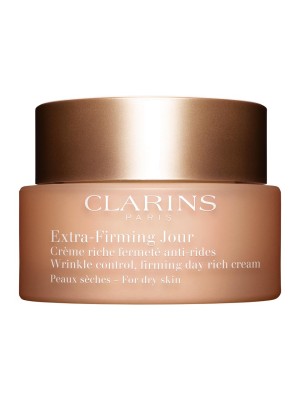 CLARINS
PARIS
Extra-Firming Jour
Crème riche fermeté anti-rides
Wrinkle control, firming day rich cream
Peaux sèches – For dry skin